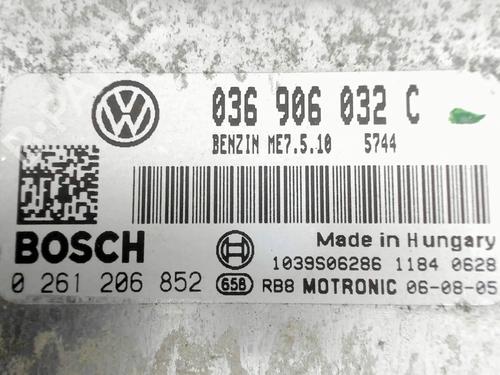 036 906 032 C
BENZIN ME7.5.10 5744
BOSCH
Made in Hungary
1039S06286 1184 0628
0 261 206 852 658 RB8 MOTRONIC 06-08-05